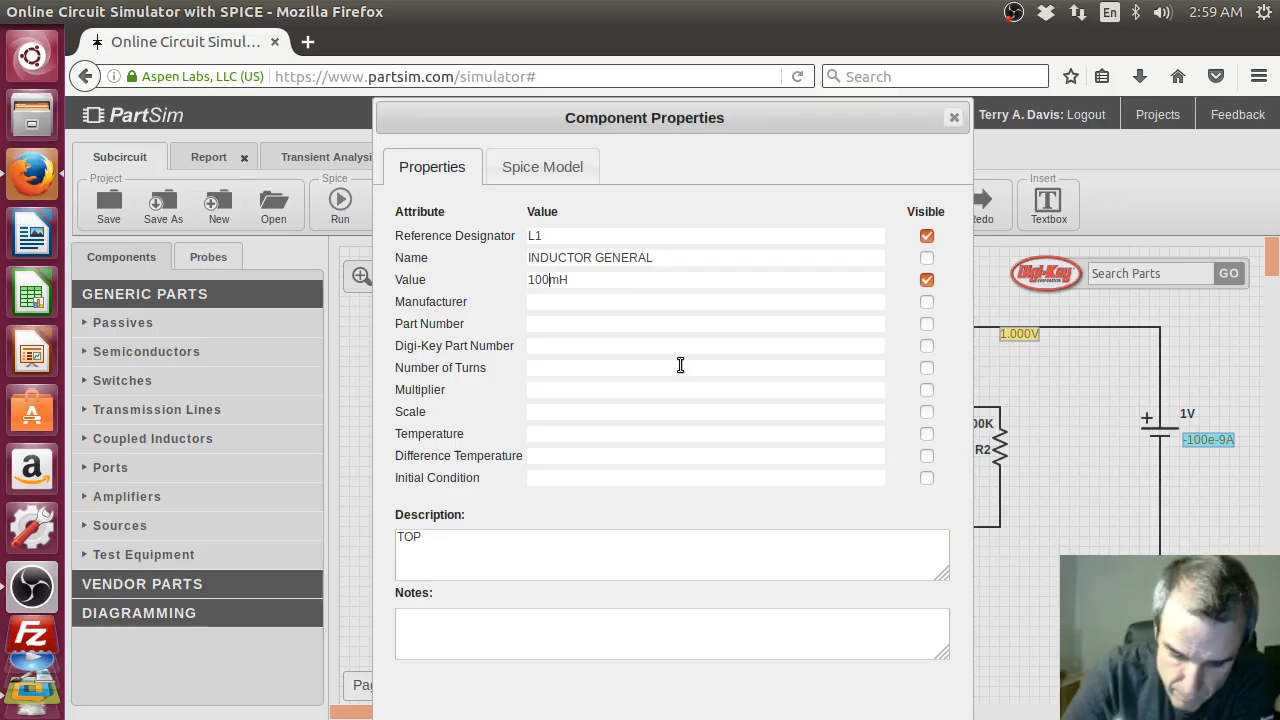 Online Circuit Simulator with SPICE - Mozilla Firefox
En
2:59 AM
Online Circuit Simul... ×
Aspen Labs, LLC (US)
https://www.partsim.com/simulator#
Search
PartSim
Component Properties
Terry A. Davis: Logout
Projects
Feedback
Subcircuit
Report
Transient Analysi
Properties
Spice Model
Project
Spice
Insert
Save
Save As
New
Open
Run
edo
Textbox
Attribute
Value
Visible
Reference Designator
L1
Name
INDUCTOR GENERAL
Value
100mH
Manufacturer
Part Number
Digi-Key Part Number
Number of Turns
Multiplier
Scale
Temperature
Difference Temperature
Initial Condition
Description:
TOP
Notes:
Components
Probes
GENERIC PARTS
Passives
Semiconductors
Switches
Transmission Lines
Coupled Inductors
Ports
Amplifiers
Sources
Test Equipment
VENDOR PARTS
DIAGRAMMING
Digi-Key
CORPORATION
Search Parts
GO
1.000V
00K
R2
1V
-100e-9A
Fz
Pag